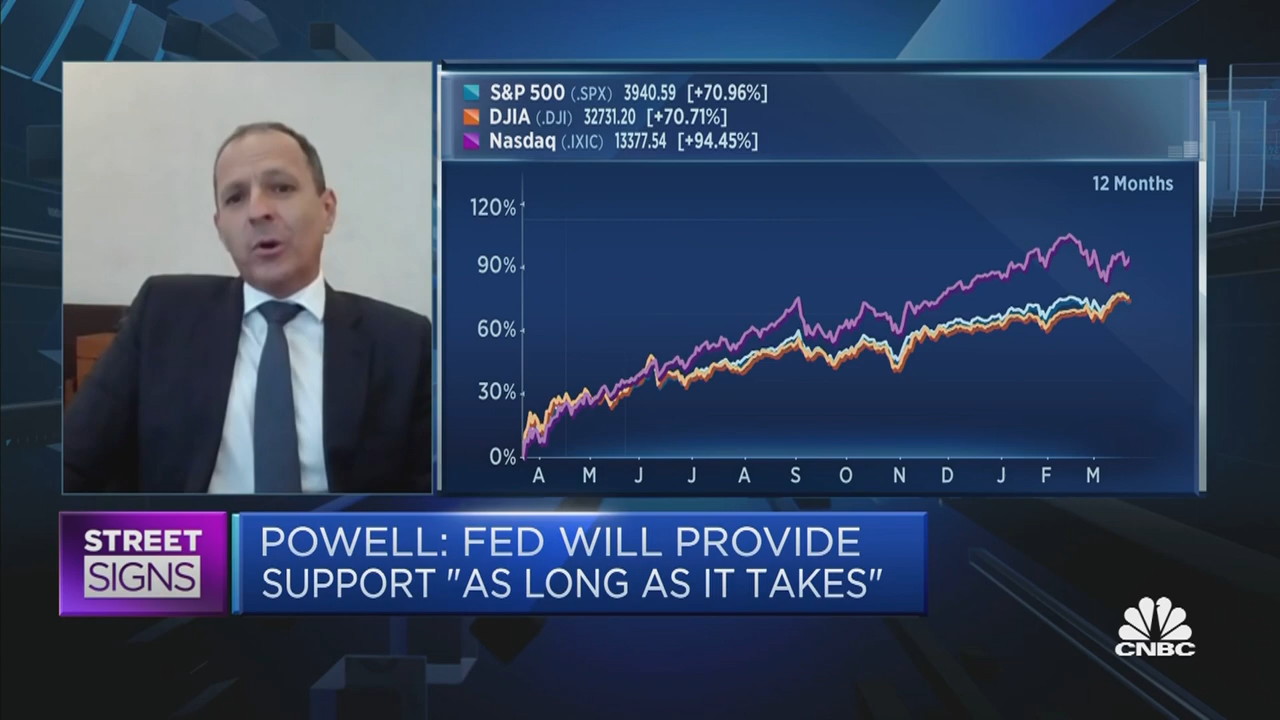 S&P 500 (.SPX) 3940.59 [+70.96%]
DJIA (.DJI) 32731.20 [+70.71%]
Nasdaq (.IXIC) 13377.54 [+94.45%]
12 Months
120%
90%
60%
30%
0%
A M J J A S O N D J F M
STREET
SIGNS
POWELL: FED WILL PROVIDE
SUPPORT "AS LONG AS IT TAKES"
CNBC